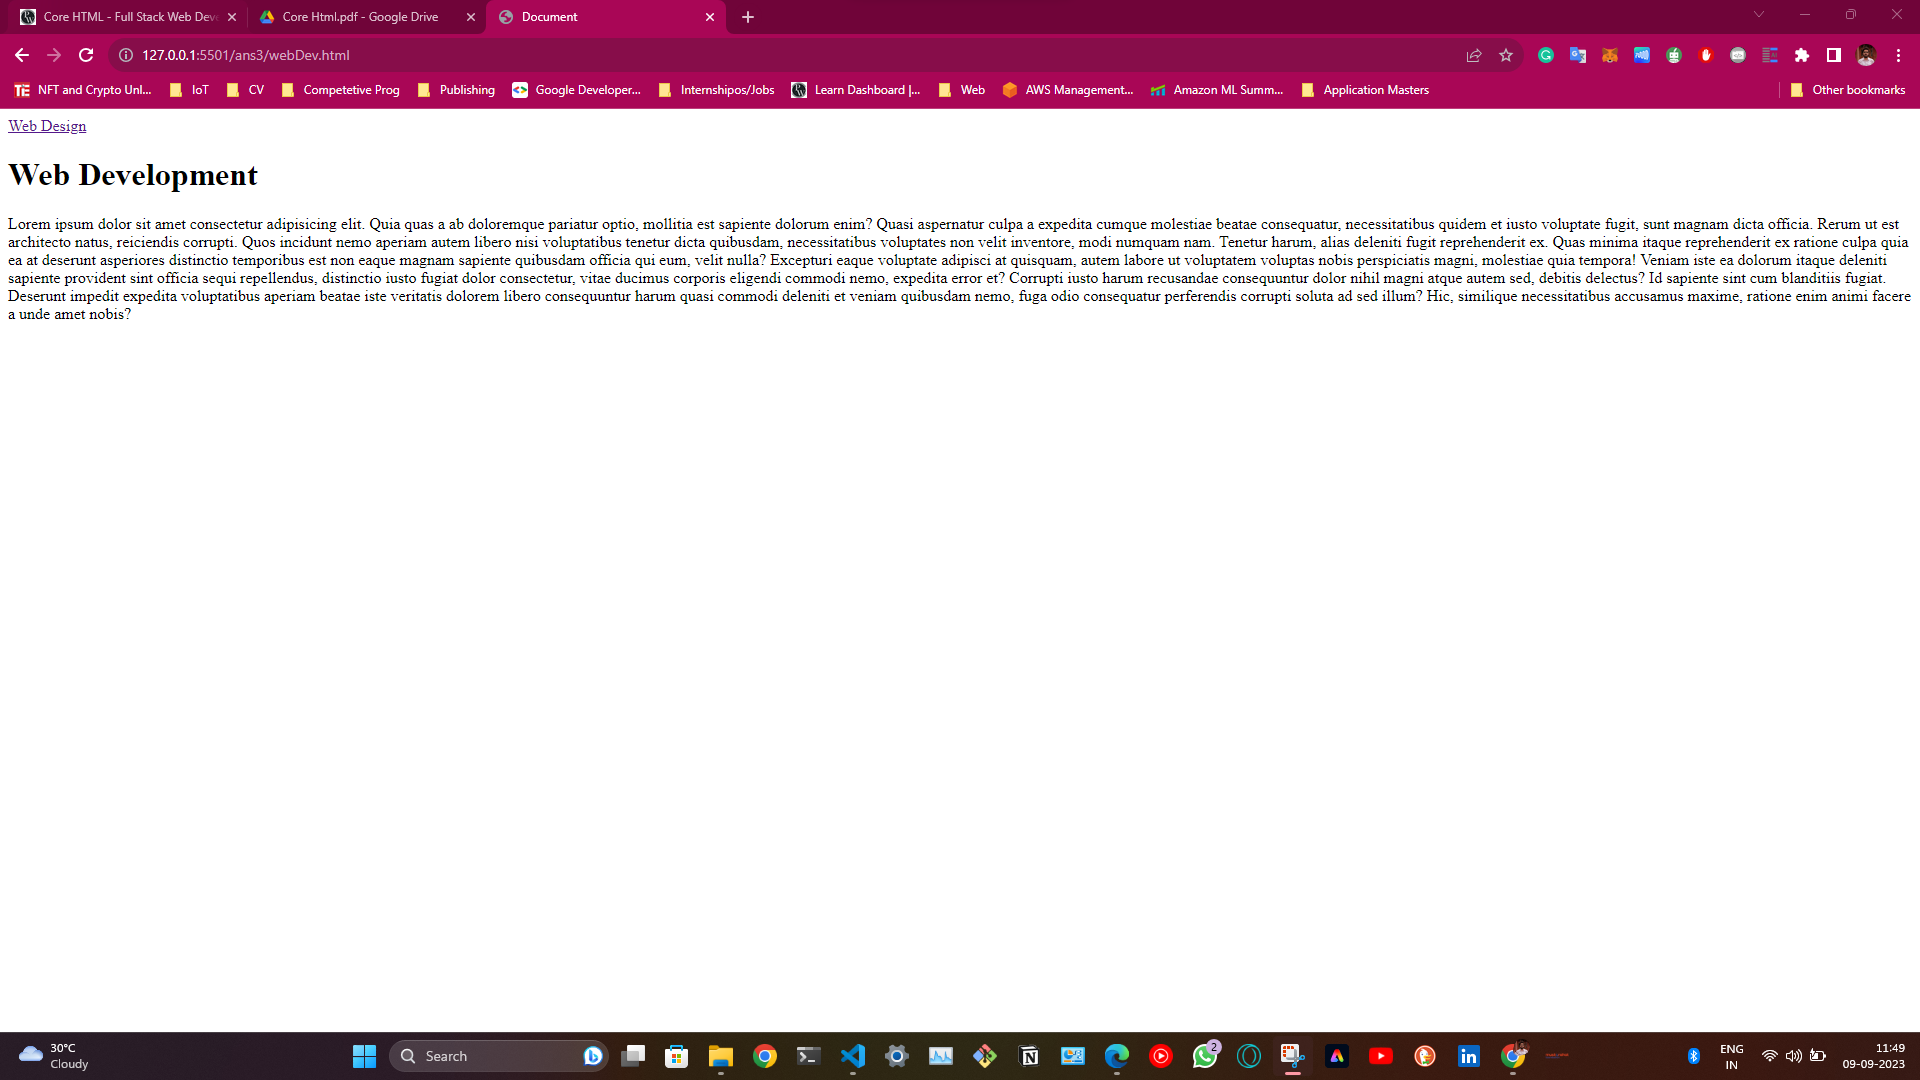 Core HTML - Full Stack Web Deve
Core Html.pdf - Google Drive
Document
127.0.0.1:5501/ans3/webDev.html
NFT and Crypto Unl...
IoT
CV
Competetive Prog
Publishing
Google Developer...
Internshipos/Jobs
Learn Dashboard |...
Web
AWS Management...
Amazon ML Summ...
Application Masters
Other bookmarks
Web Design
Web Development
Lorem ipsum dolor sit amet consectetur adipisicing elit. Quia quas a ab doloremque pariatur optio, mollitia est sapiente dolorum enim? Quasi aspernatur culpa a expedita cumque molestiae beatae consequatur, necessitatibus quidem et iusto voluptate fugit, sunt magnam dicta officia. Rerum ut est
architecto natus, reiciendis corrupti. Quos incidunt nemo aperiam autem libero nisi voluptatibus tenetur dicta quibusdam, necessitatibus voluptates non velit inventore, modi numquam nam. Tenetur harum, alias deleniti fugit reprehenderit ex. Quas minima itaque reprehenderit ex ratione culpa quia
ea at deserunt asperiores distinctio temporibus est non eaque magnam sapiente quibusdam officia qui eum, velit nulla? Excepturi eaque voluptate adipisci at quisquam, autem labore ut voluptatem voluptas nobis perspiciatis magni, molestiae quia tempora! Veniam iste ea dolorum itaque deleniti
sapiente provident sint officia sequi repellendus, distinctio iusto fugiat dolor consectetur, vitae ducimus corporis eligendi commodi nemo, expedita error et? Corrupti iusto harum recusandae consequuntur dolor nihil magni atque autem sed, debitis delectus? Id sapiente sint cum blanditiis fugiat.
Deserunt impedit expedita voluptatibus aperiam beatae iste veritatis dolorem libero consequuntur harum quasi commodi deleniti et veniam quibusdam nemo, fuga odio consequatur perferendis corrupti soluta ad sed illum? Hic, similique necessitatibus accusamus maxime, ratione enim animi facere
a unde amet nobis?
30°C
Cloudy
Search
2
ENG
IN
11:49
09-09-2023